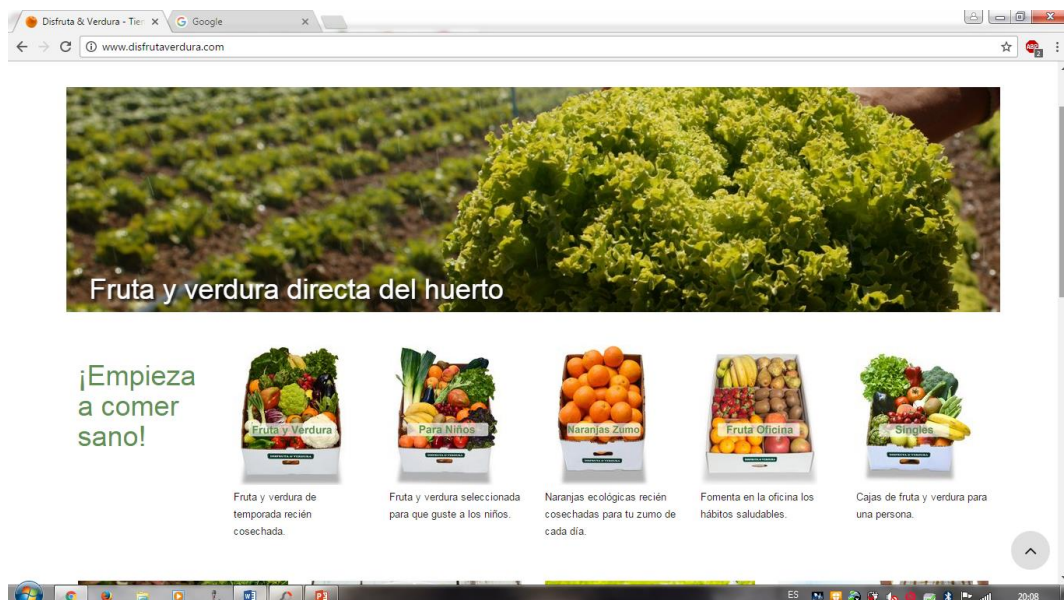 Disfruta & Verdura - Tier
Google
www.disfrutaverdura.com
ABP
2
Fruta y verdura directa del huerto
¡Empieza
a comer
sano!
Fruta y Verdura
Para Niños
Naranjas Zumo
Fruta Oficina
Singles
Fruta y verdura de
temporada recién
cosechada.
Fruta y verdura seleccionada
para que guste a los niños.
Naranjas ecológicas recién
cosechadas para tu zumo de
cada día.
Fomenta en la oficina los
hábitos saludables.
Cajas de fruta y verdura para
una persona.
ES
20:08